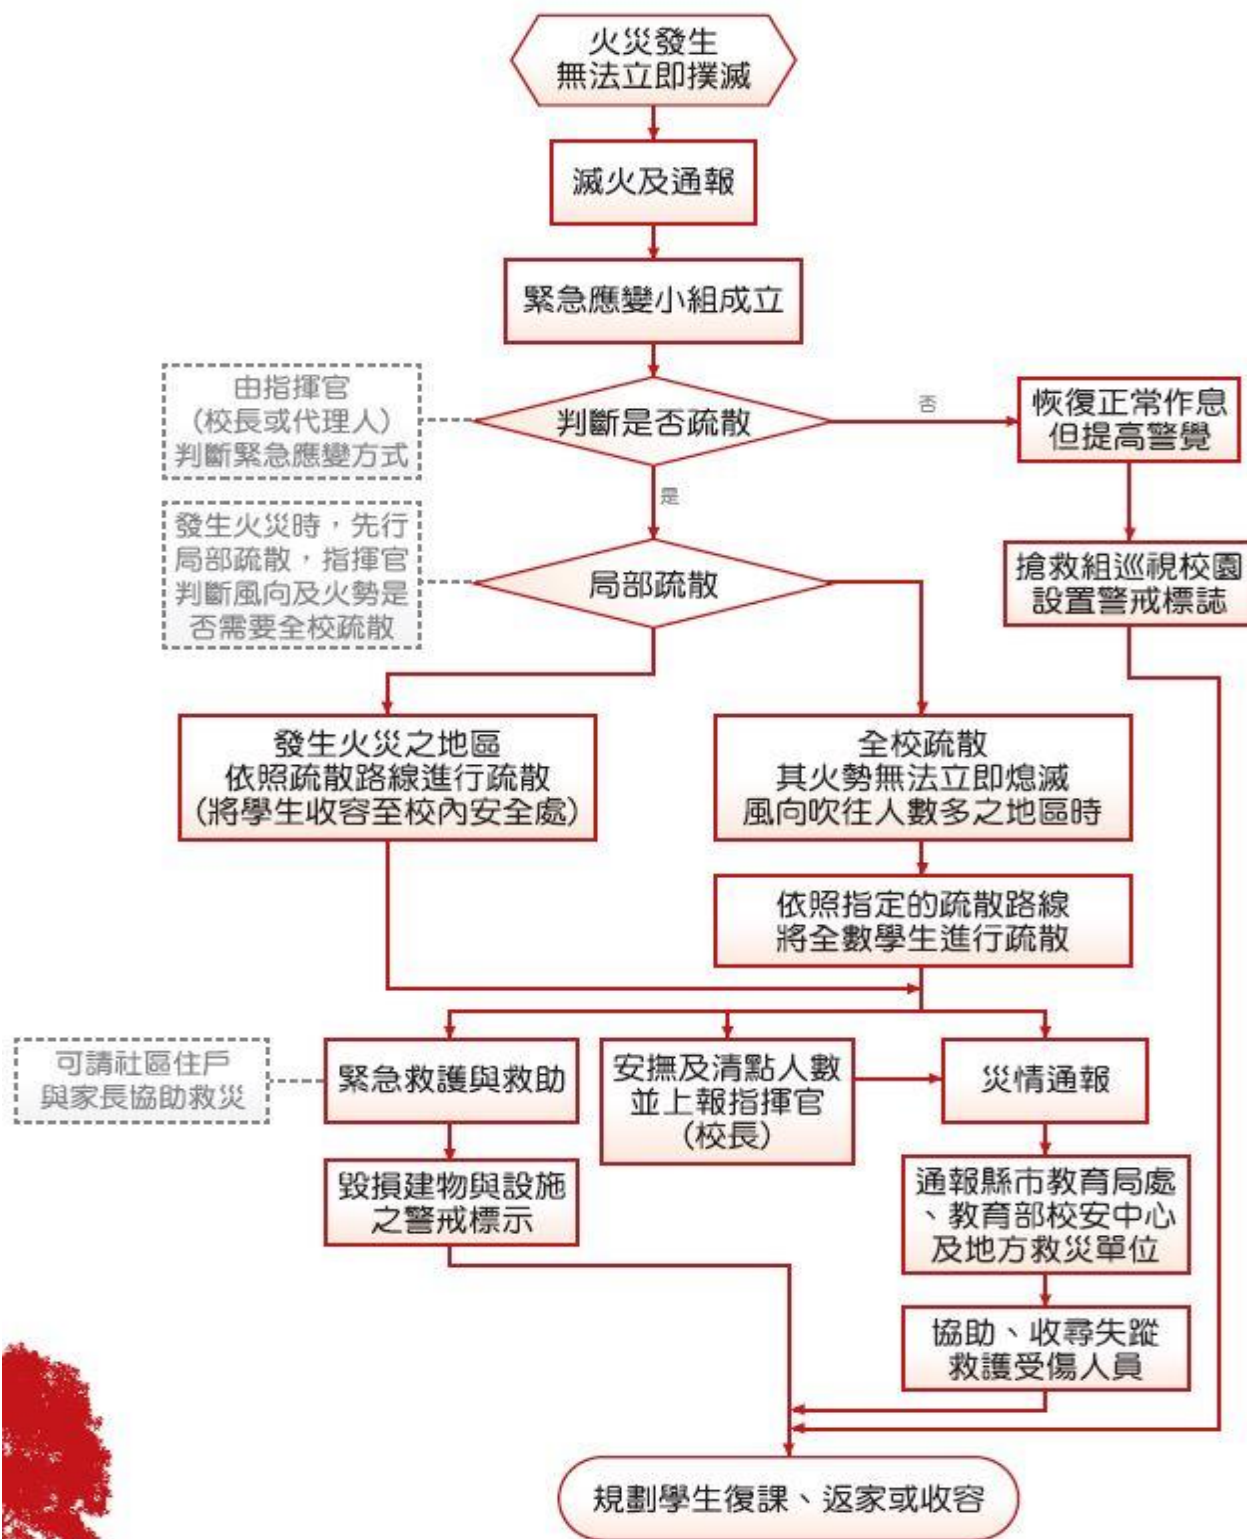 火災發生
無法立即撲滅
滅火及通報
緊急應變小組成立
由指揮官
(校長或代理人)
判斷緊急應變方式
判斷是否疏散
否
恢復正常作息
但提高警覺
是
發生火災時，先行
局部疏散，指揮官
判斷風向及火勢是
否需要全校疏散
局部疏散
搶救組巡視校園
設置警戒標誌
發生火災之地區
依照疏散路線進行疏散
(將學生收容至校內安全處)
全校疏散
其火勢無法立即熄滅
風向吹往人數多之地區時
依照指定的疏散路線
將全數學生進行疏散
可請社區住戶
與家長協助救災
緊急救護與救助
安撫及清點人數
並上報指揮官
(校長)
災情通報
毀損建物與設施
之警戒標示
通報縣市教育局處
、教育部校安中心
及地方救災單位
協助、收尋失蹤
救護受傷人員
規劃學生復課、返家或收容